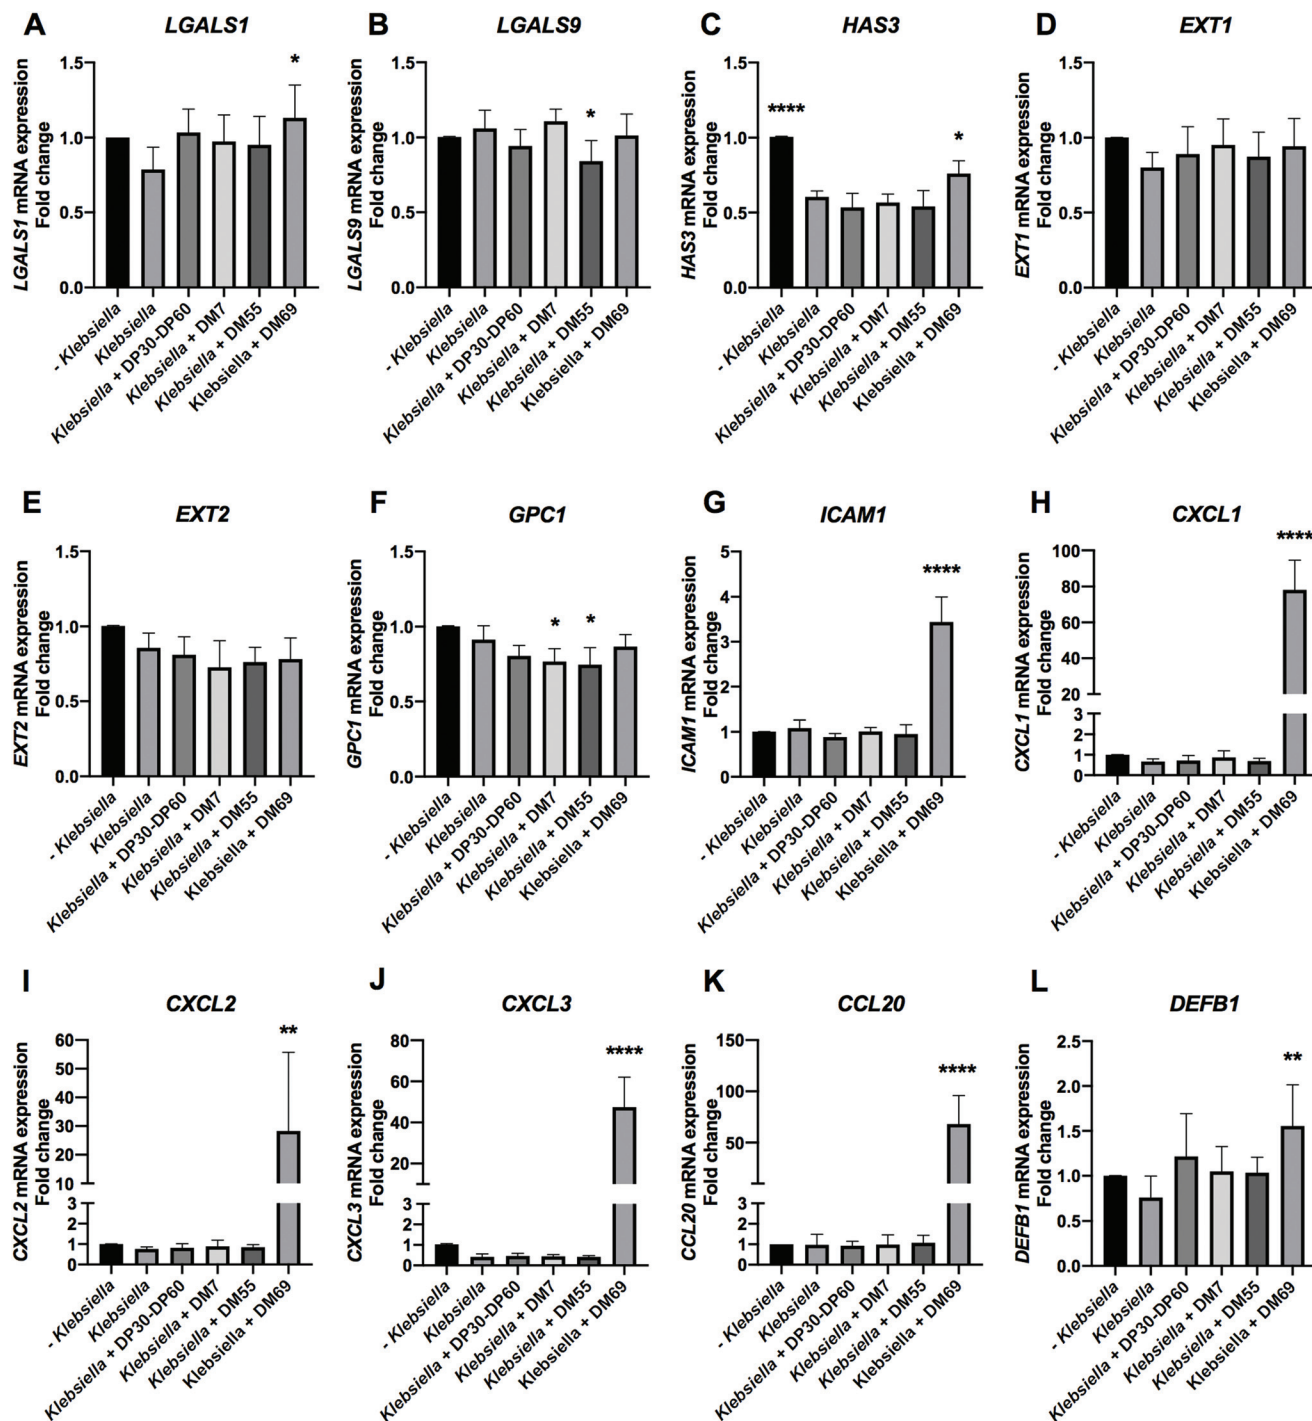 A LGALS1
*
LGALS1 mRNA expression
Fold change
1.5
1.0
0.5
0.0
- Klebsiella
Klebsiella
Klebsiella + DP30-DP60
Klebsiella + DM7
Klebsiella + DM55
Klebsiella + DM69
B LGALS9
*
LGALS9 mRNA expression
Fold change
1.5
1.0
0.5
0.0
- Klebsiella
Klebsiella
Klebsiella + DP30-DP60
Klebsiella + DM7
Klebsiella + DM55
Klebsiella + DM69
C HAS3
****
*
HAS3 mRNA expression
Fold change
1.5
1.0
0.5
0.0
- Klebsiella
Klebsiella
Klebsiella + DP30-DP60
Klebsiella + DM7
Klebsiella + DM55
Klebsiella + DM69
D EXT1
EXT1 mRNA expression
Fold change
1.5
1.0
0.5
0.0
- Klebsiella
Klebsiella
Klebsiella + DP30-DP60
Klebsiella + DM7
Klebsiella + DM55
Klebsiella + DM69
E EXT2
EXT2 mRNA expression
Fold change
1.5
1.0
0.5
0.0
- Klebsiella
Klebsiella
Klebsiella + DP30-DP60
Klebsiella + DM7
Klebsiella + DM55
Klebsiella + DM69
F GPC1
* *
GPC1 mRNA expression
Fold change
1.5
1.0
0.5
0.0
- Klebsiella
Klebsiella
Klebsiella + DP30-DP60
Klebsiella + DM7
Klebsiella + DM55
Klebsiella + DM69
G ICAM1
****
ICAM1 mRNA expression
Fold change
5
4
3
2
1
0
- Klebsiella
Klebsiella
Klebsiella + DP30-DP60
Klebsiella + DM7
Klebsiella + DM55
Klebsiella + DM69
H CXCL1
****
CXCL1 mRNA expression
Fold change
100
80
60
40
20
3
2
1
0
- Klebsiella
Klebsiella
Klebsiella + DP30-DP60
Klebsiella + DM7
Klebsiella + DM55
Klebsiella + DM69
I CXCL2
**
CXCL2 mRNA expression
Fold change
60
50
40
30
20
10
3
2
1
0
- Klebsiella
Klebsiella
Klebsiella + DP30-DP60
Klebsiella + DM7
Klebsiella + DM55
Klebsiella + DM69
J CXCL3
****
CXCL3 mRNA expression
Fold change
80
60
40
20
3
2
1
0
- Klebsiella
Klebsiella
Klebsiella + DP30-DP60
Klebsiella + DM7
Klebsiella + DM55
Klebsiella + DM69
K CCL20
****
CCL20 mRNA expression
Fold change
150
100
50
3
2
1
0
- Klebsiella
Klebsiella
Klebsiella + DP30-DP60
Klebsiella + DM7
Klebsiella + DM55
Klebsiella + DM69
L DEFB1
**
DEFB1 mRNA expression
Fold change
2.5
2.0
1.5
1.0
0.5
0.0
- Klebsiella
Klebsiella
Klebsiella + DP30-DP60
Klebsiella + DM7
Klebsiella + DM55
Klebsiella + DM69